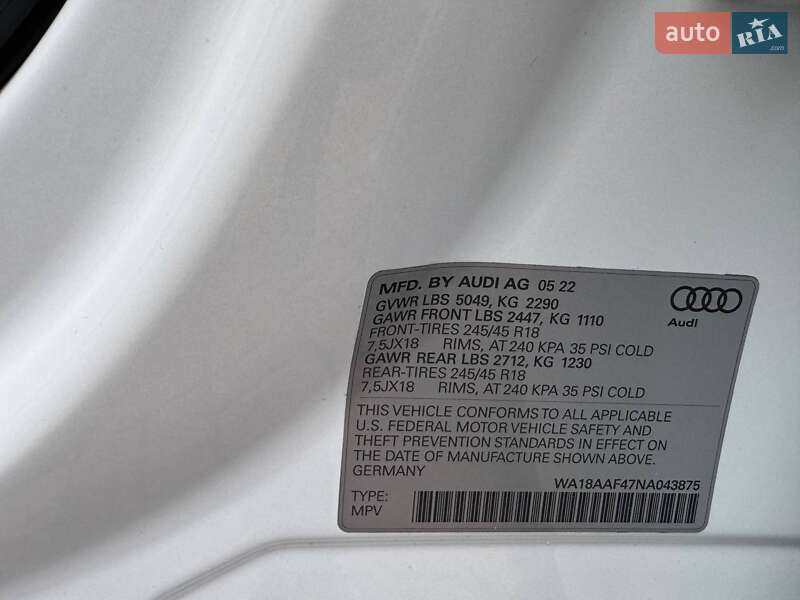 auto RIA.com
MFD. BY AUDI AG 05 22
GVWR LBS 5049, KG 2290
GAWR FRONT LBS 2447, KG 1110
FRONT-TIRES 245/45 R18
7,5JX18 RIMS, AT 240 KPA 35 PSI COLD
GAWR REAR LBS 2712, KG 1230
REAR-TIRES 245/45 R18
7,5JX18 RIMS, AT 240 KPA 35 PSI COLD
Audi
THIS VEHICLE CONFORMS TO ALL APPLICABLE
U.S. FEDERAL MOTOR VEHICLE SAFETY AND
THEFT PREVENTION STANDARDS IN EFFECT ON
THE DATE OF MANUFACTURE SHOWN ABOVE.
GERMANY
WA18AAF47NA043875
TYPE:
MPV